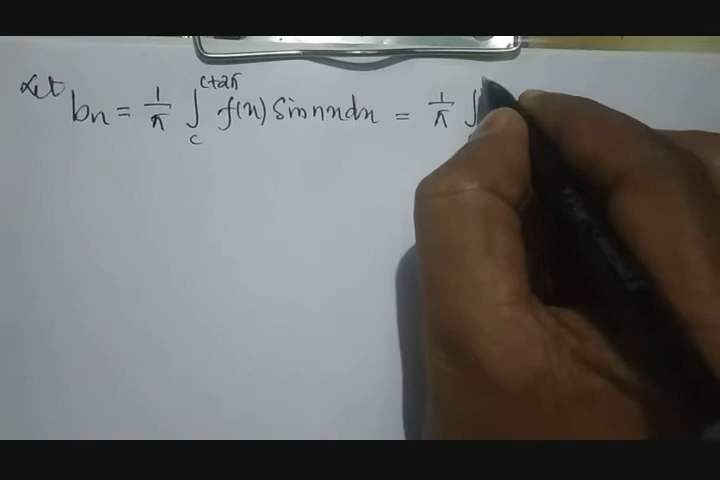 Let bn = 1/π ∫_c^{c+2π} f(x) Sin nx dx = 1/π ∫